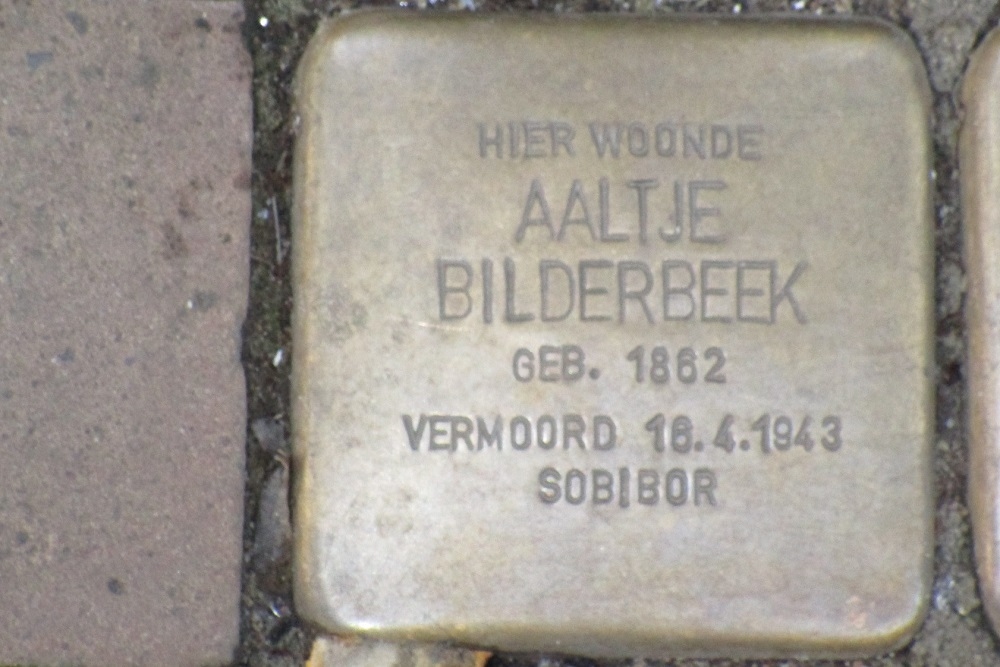 HIER WOONDE
AALTJE
BILDERBEEK
GEB. 1862
VERMOORD 16.4.1943
SOBIBOR